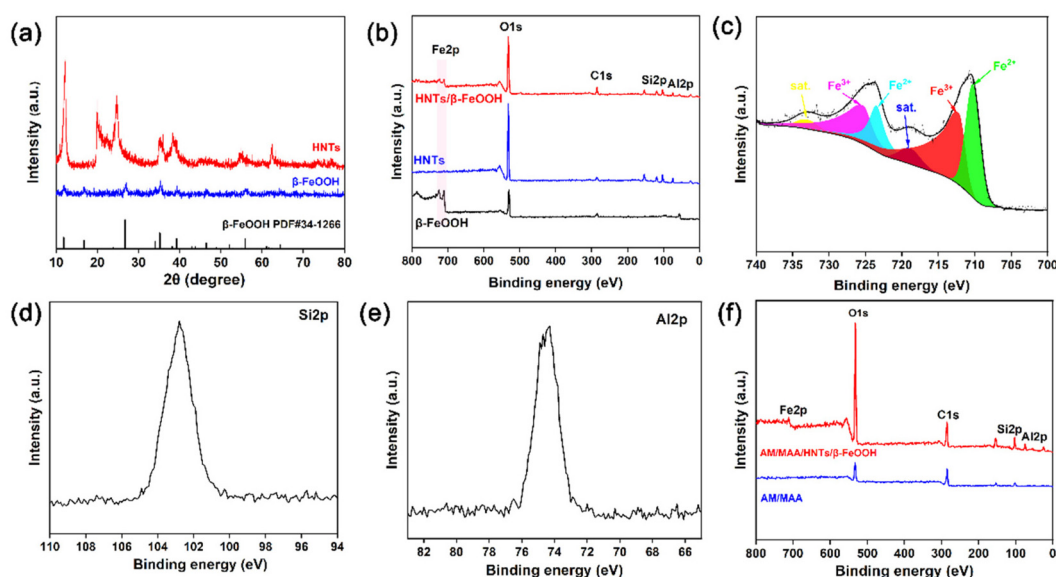 (a)
Intensity (a.u.)
HNTs
β-FeOOH
β-FeOOH PDF#34-1266
10 20 30 40 50 60 70 80
2θ (degree)
(b)
Intensity (a.u.)
O1s
Fe2p
C1s
Si2p
Al2p
HNTs/β-FeOOH
HNTs
β-FeOOH
800 700 600 500 400 300 200 100 0
Binding energy (eV)
(c)
Intensity (a.u.)
sat.
Fe3+
Fe2+
sat.
Fe3+
Fe2+
740 735 730 725 720 715 710 705 700
Binding energy (eV)
(d)
Intensity (a.u.)
Si2p
110 108 106 104 102 100 98 96 94
Binding energy (eV)
(e)
Intensity (a.u.)
Al2p
82 80 78 76 74 72 70 68 66
Binding energy (eV)
(f)
Intensity (a.u.)
O1s
Fe2p
C1s
Si2p
Al2p
AM/MAA/HNTs/β-FeOOH
AM/MAA
800 700 600 500 400 300 200 100 0
Binding energy (eV)